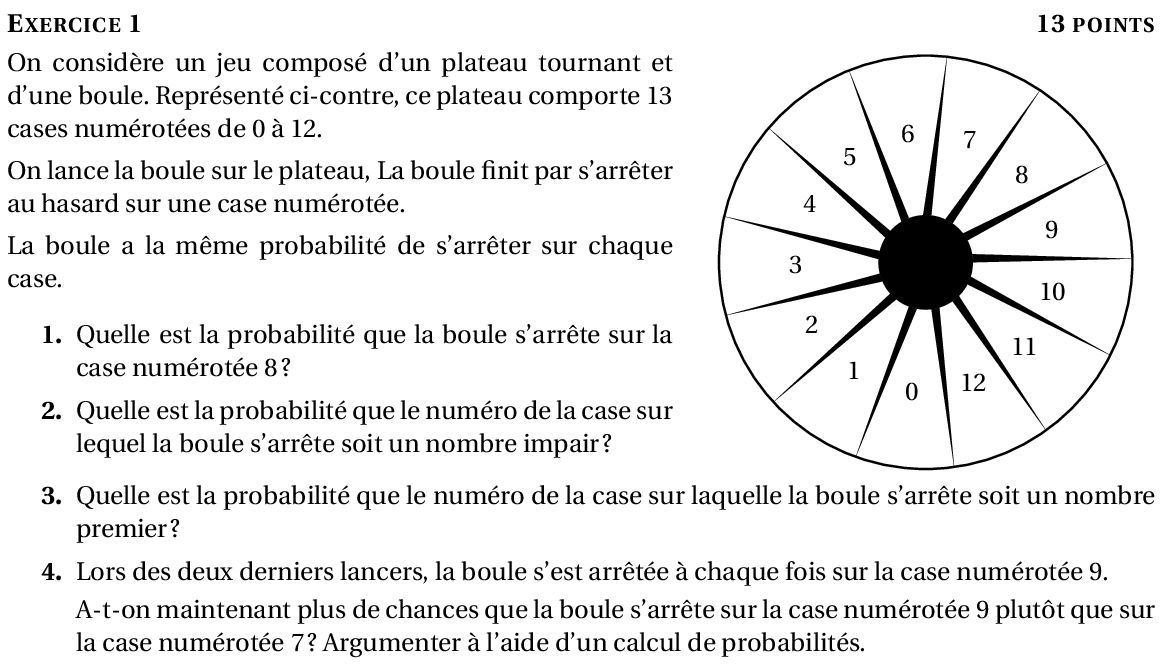 EXERCICE 1 13 POINTS
On considère un jeu composé d'un plateau tournant et
d'une boule. Représenté ci-contre, ce plateau comporte 13
cases numérotées de 0 à 12.
On lance la boule sur le plateau, La boule finit par s'arrêter
au hasard sur une case numérotée.
La boule a la même probabilité de s'arrêter sur chaque
case.
1. Quelle est la probabilité que la boule s'arrête sur la
case numérotée 8 ?
2. Quelle est la probabilité que le numéro de la case sur
lequel la boule s'arrête soit un nombre impair ?
0
1
2
3
4
5
6
7
8
9
10
11
12
3. Quelle est la probabilité que le numéro de la case sur laquelle la boule s'arrête soit un nombre
premier ?
4. Lors des deux derniers lancers, la boule s'est arrêtée à chaque fois sur la case numérotée 9.
A-t-on maintenant plus de chances que la boule s'arrête sur la case numérotée 9 plutôt que sur
la case numérotée 7 ? Argumenter à l'aide d'un calcul de probabilités.